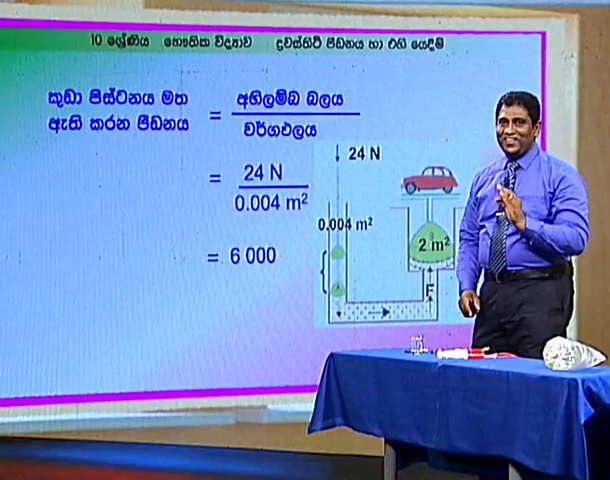 10 ශ්‍රේණිය භෞතික විද්‍යාව ද්‍රවස්ථිති පීඩනය හා එහි යෙදීම්
කුඩා පිස්ටනය මත
ඇති කරන පීඩනය
= අභිලම්බ බලය
වර්ගඵලය
= 24 N
0.004 m²
= 6 000
24 N
0.004 m²
2 m²
A
F